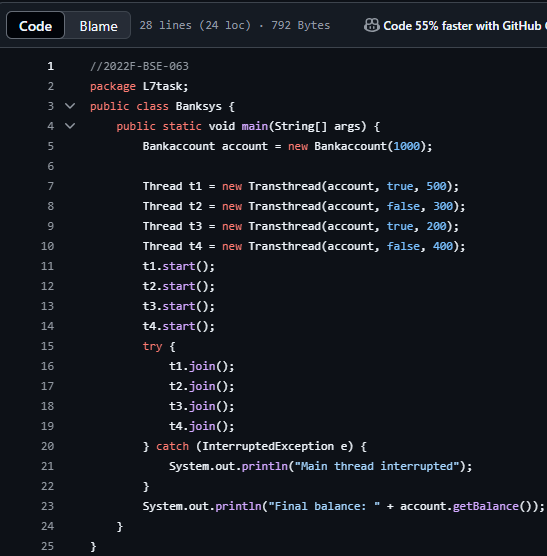 Code Blame 28 lines (24 loc) · 792 Bytes Code 55% faster with GitHub
1 //2022F-BSE-063
2 package L7task;
3 public class Banksys {
4 public static void main(String[] args) {
5 Bankaccount account = new Bankaccount(1000);
6
7 Thread t1 = new Transthread(account, true, 500);
8 Thread t2 = new Transthread(account, false, 300);
9 Thread t3 = new Transthread(account, true, 200);
10 Thread t4 = new Transthread(account, false, 400);
11 t1.start();
12 t2.start();
13 t3.start();
14 t4.start();
15 try {
16 t1.join();
17 t2.join();
18 t3.join();
19 t4.join();
20 } catch (InterruptedException e) {
21 System.out.println("Main thread interrupted");
22 }
23 System.out.println("Final balance: " + account.getBalance());
24 }
25 }